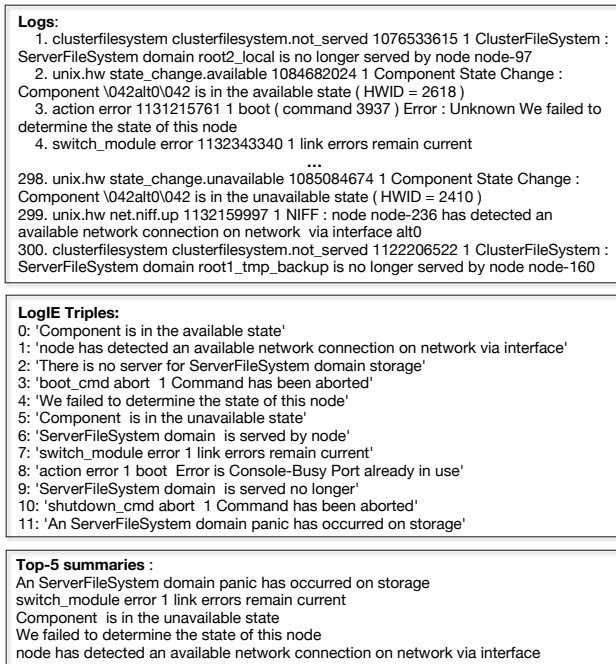 Logs:
1. clusterfilesystem clusterfilesystem.not_served 1076533615 1 ClusterFileSystem :
ServerFileSystem domain root2_local is no longer served by node node-97
2. unix.hw state_change.available 1084682024 1 Component State Change :
Component \042alt0\042 is in the available state ( HWID = 2618 )
3. action error 1131215761 1 boot ( command 3937 ) Error : Unknown We failed to
determine the state of this node
4. switch_module error 1132343340 1 link errors remain current
...
298. unix.hw state_change.unavailable 1085084674 1 Component State Change :
Component \042alt0\042 is in the unavailable state ( HWID = 2410 )
299. unix.hw net.niff.up 1132159997 1 NIFF : node node-236 has detected an
available network connection on network via interface alt0
300. clusterfilesystem clusterfilesystem.not_served 1122206522 1 ClusterFileSystem :
ServerFileSystem domain root1_tmp_backup is no longer served by node node-160
LogIE Triples:
0: 'Component is in the available state'
1: 'node has detected an available network connection on network via interface'
2: 'There is no server for ServerFileSystem domain storage'
3: 'boot_cmd abort 1 Command has been aborted'
4: 'We failed to determine the state of this node'
5: 'Component is in the unavailable state'
6: 'ServerFileSystem domain is served by node'
7: 'switch_module error 1 link errors remain current'
8: 'action error 1 boot Error is Console-Busy Port already in use'
9: 'ServerFileSystem domain is served no longer'
10: 'shutdown_cmd abort 1 Command has been aborted'
11: 'An ServerFileSystem domain panic has occurred on storage'
Top-5 summaries :
An ServerFileSystem domain panic has occurred on storage
switch_module error 1 link errors remain current
Component is in the unavailable state
We failed to determine the state of this node
node has detected an available network connection on network via interface